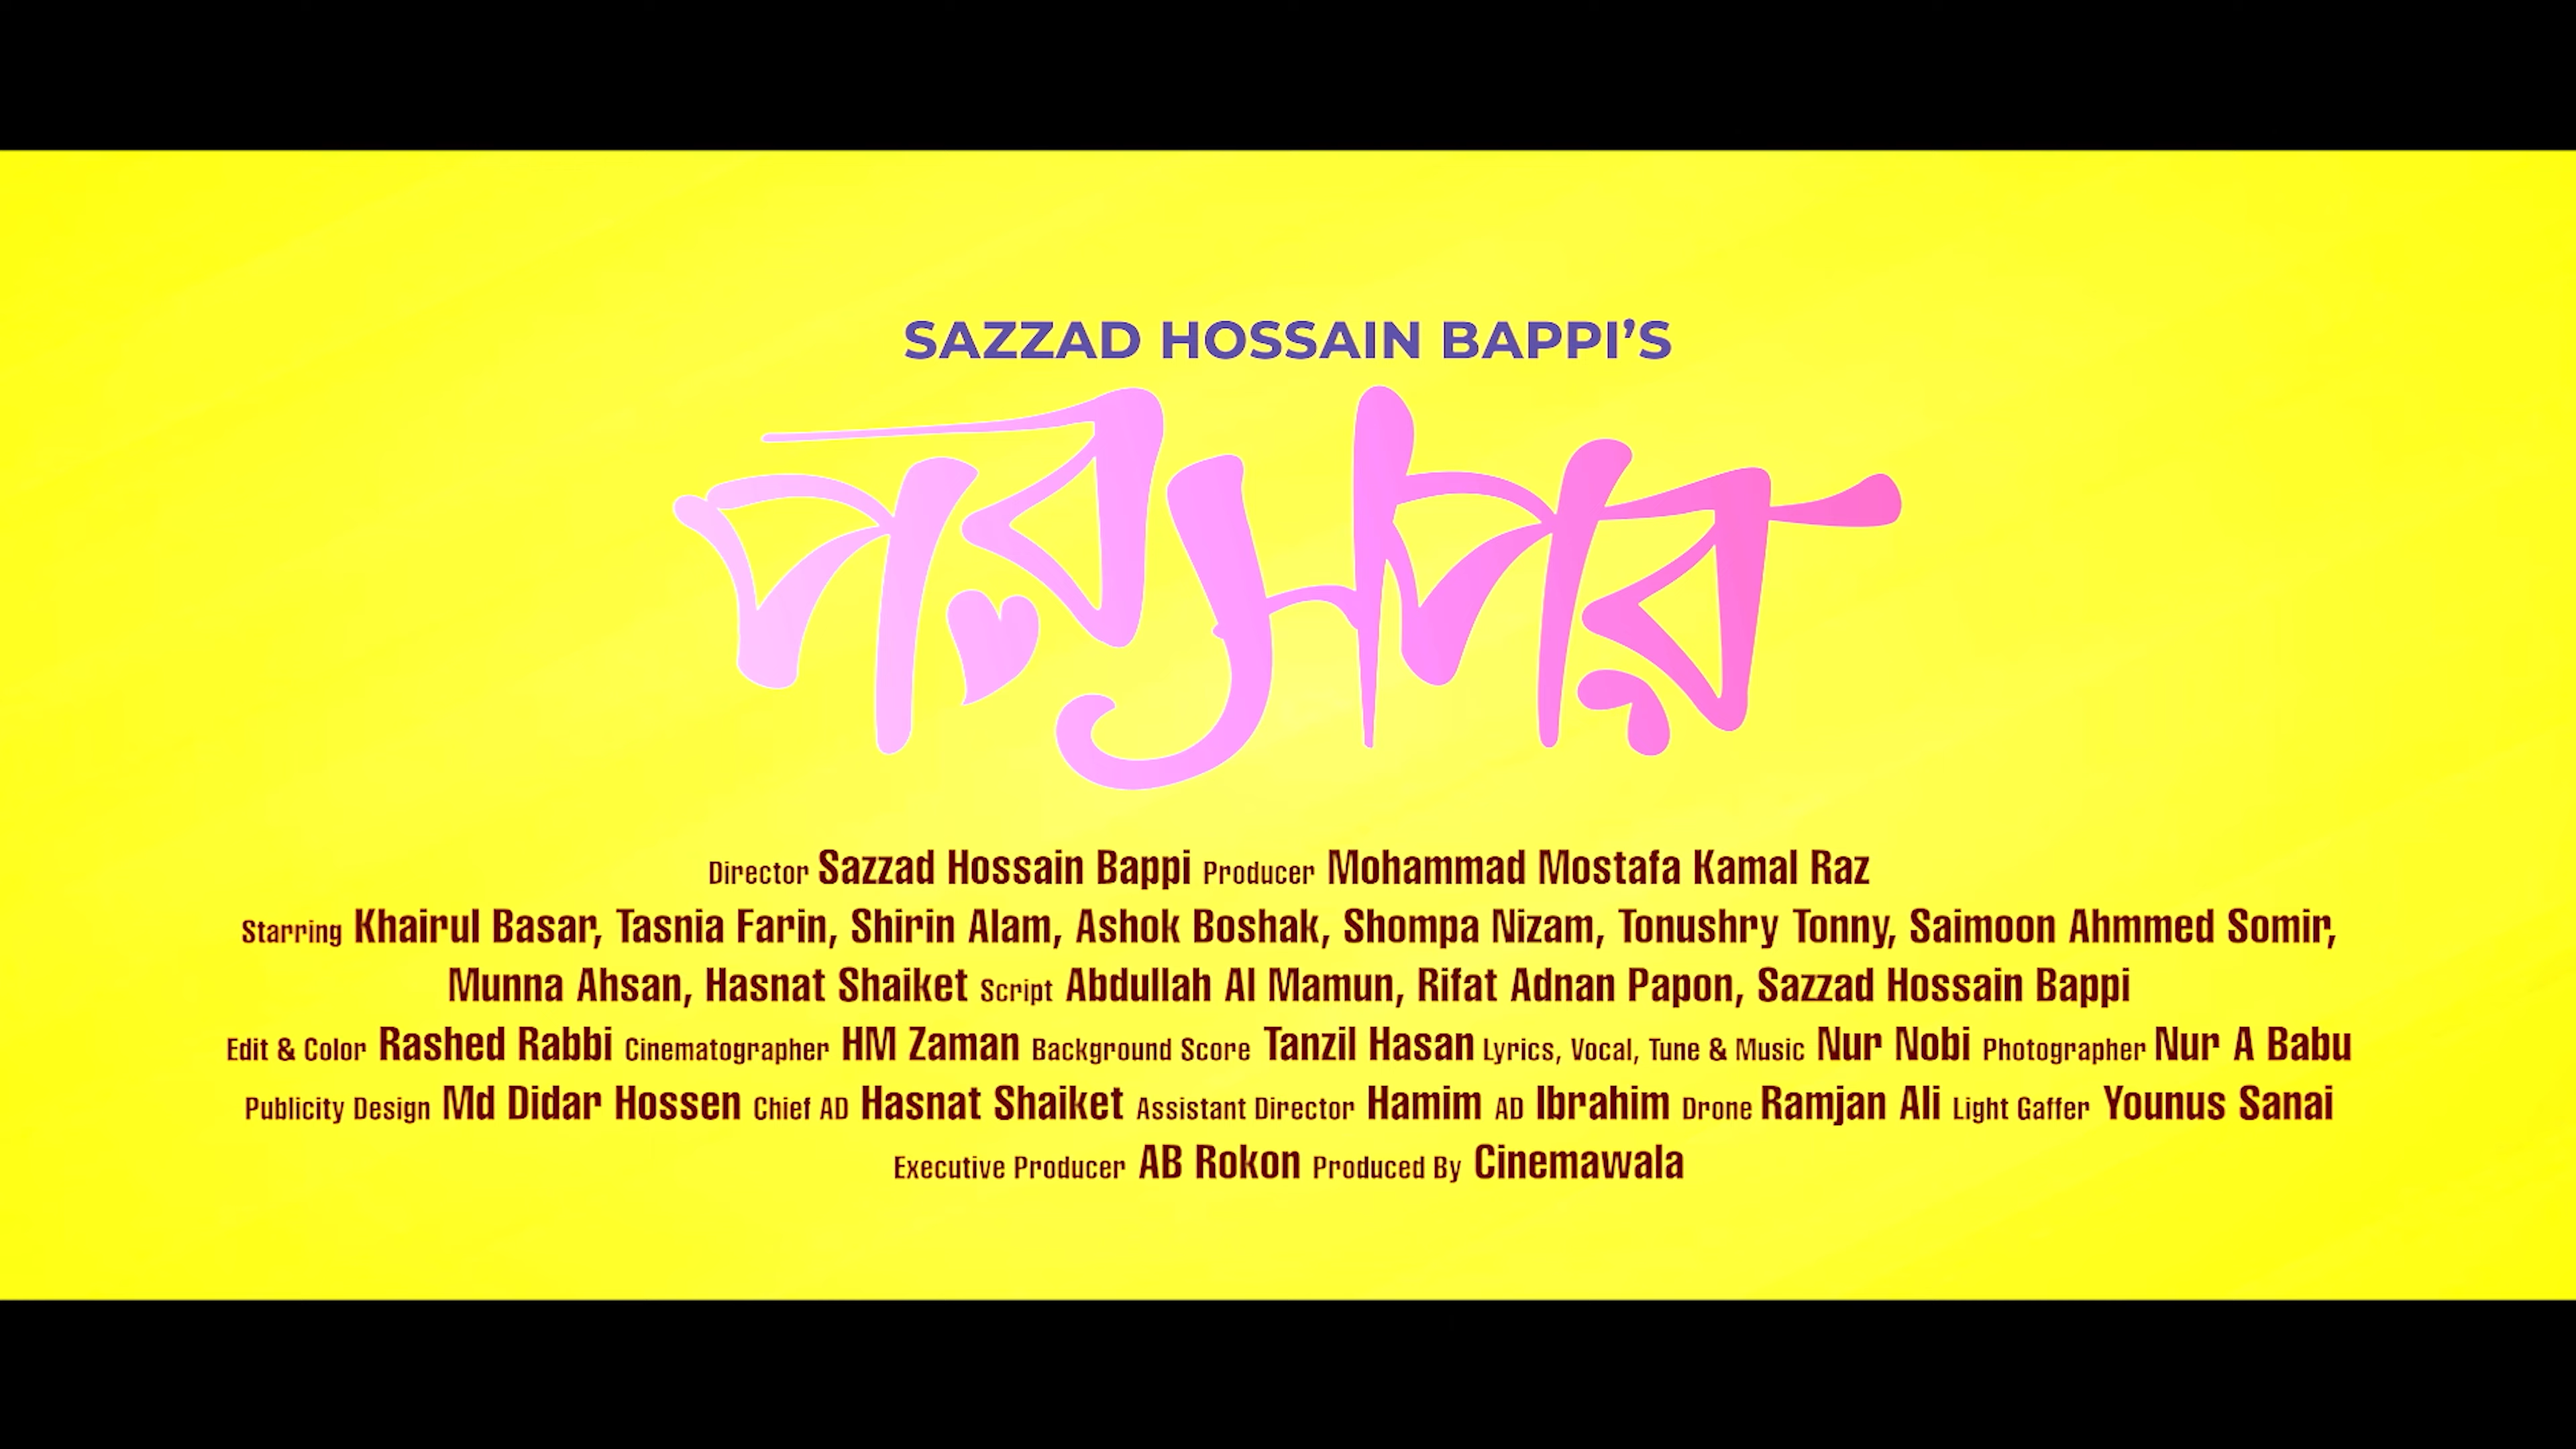 SAZZAD HOSSAIN BAPPI’S
পরস্পর
Director Sazzad Hossain Bappi Producer Mohammad Mostafa Kamal Raz
Starring Khairul Basar, Tasnia Farin, Shirin Alam, Ashok Boshak, Shompa Nizam, Tonushry Tonny, Saimoon Ahmmed Somir,
Munna Ahsan, Hasnat Shaiket Script Abdullah Al Mamun, Rifat Adnan Papon, Sazzad Hossain Bappi
Edit & Color Rashed Rabbi Cinematographer HM Zaman Background Score Tanzil Hasan Lyrics, Vocal, Tune & Music Nur Nobi Photographer Nur A Babu
Publicity Design Md Didar Hossen Chief AD Hasnat Shaiket Assistant Director Hamim AD Ibrahim Drone Ramjan Ali Light Gaffer Younus Sanai
Executive Producer AB Rokon Produced By Cinemawala